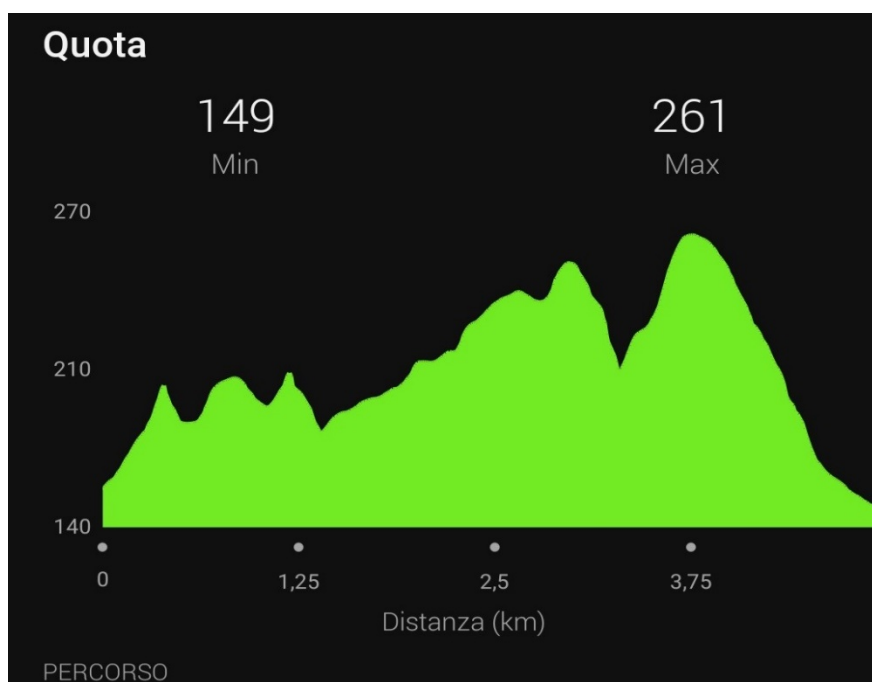 Quota
149 261
Min Max
270
210
140
0 1,25 2,5 3,75
Distanza (km)
PERCORSO